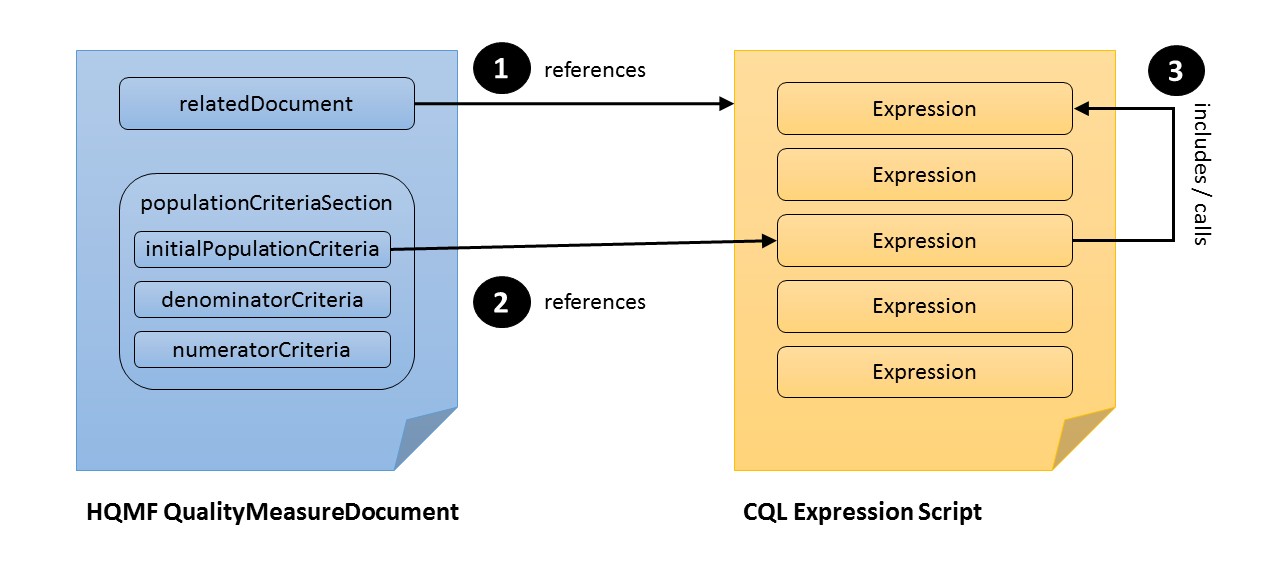 1 references
relatedDocument
populationCriteriaSection
initialPopulationCriteria
denominatorCriteria
numeratorCriteria
2 references
Expression
Expression
Expression
Expression
Expression
3
includes / calls
HQMF QualityMeasureDocument
CQL Expression Script